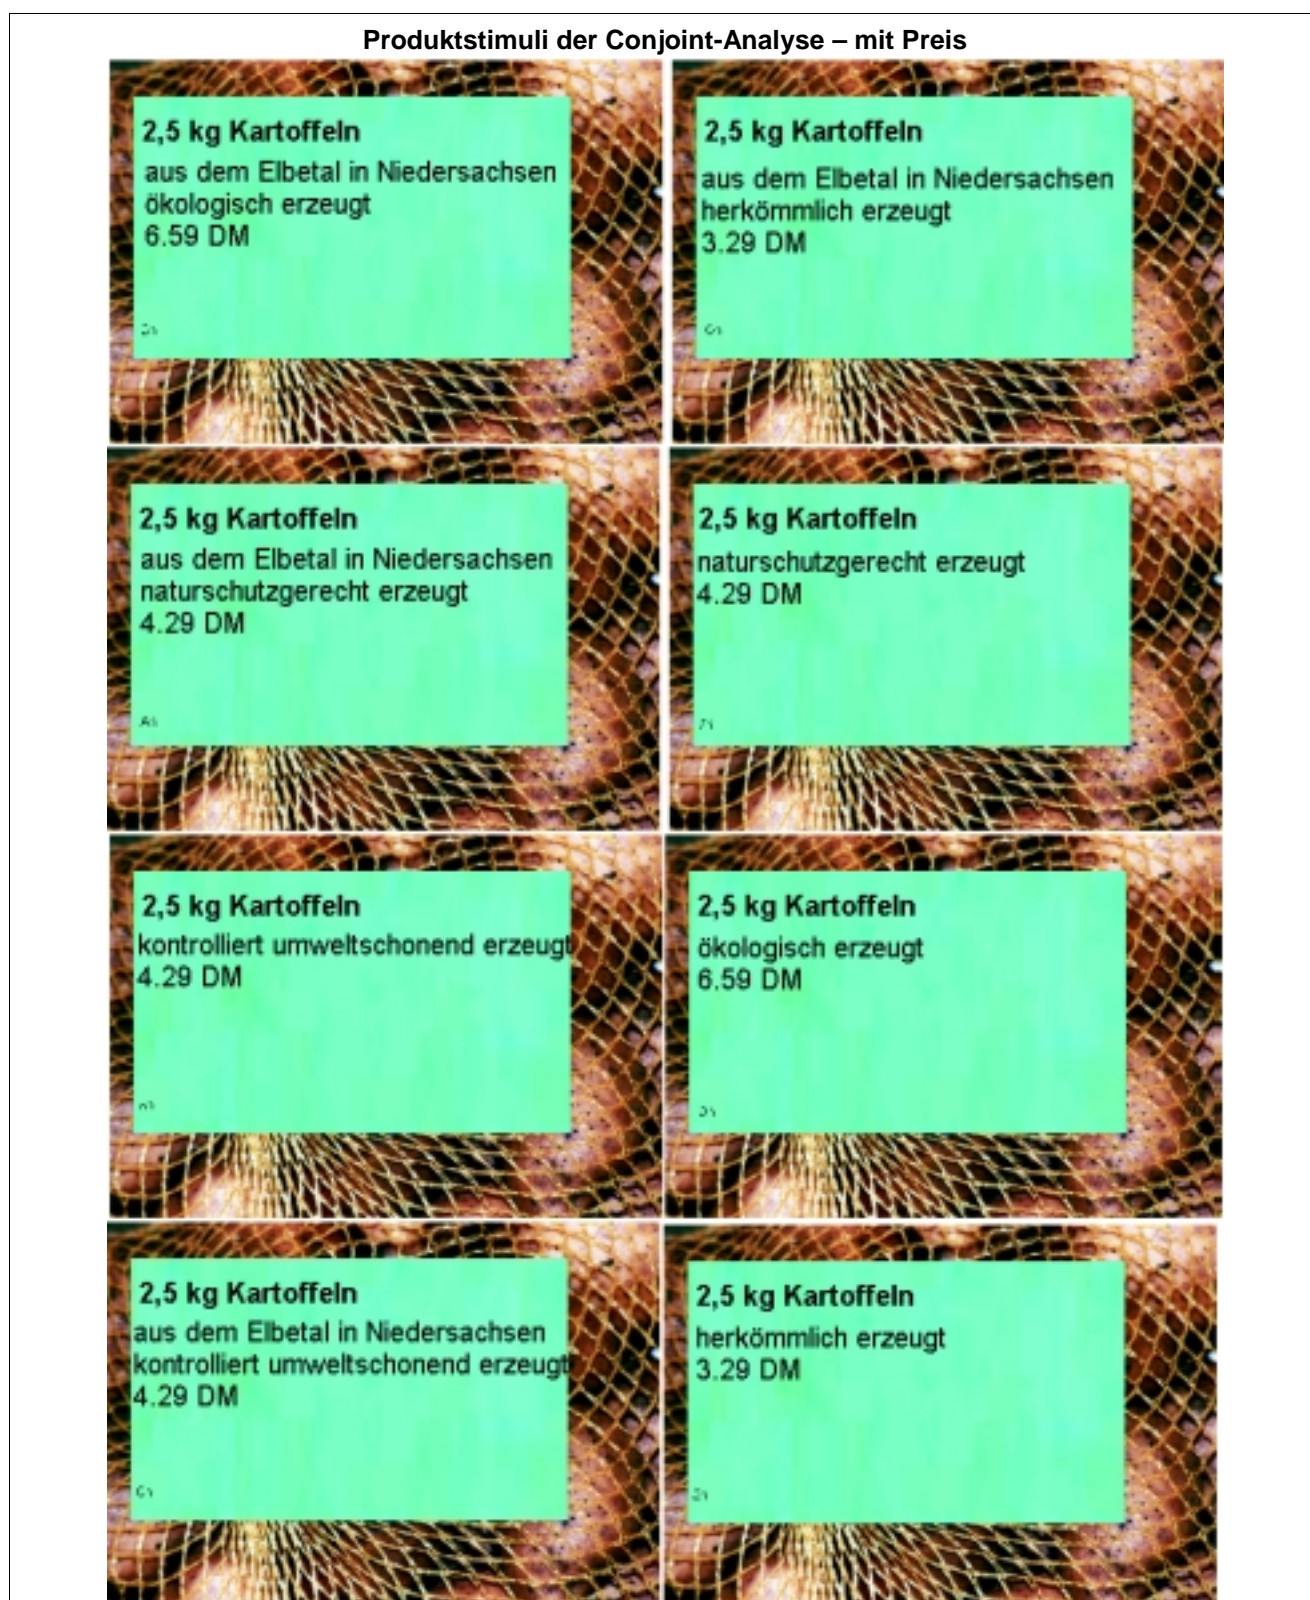 Produktstimuli der Conjoint-Analyse – mit Preis
2,5 kg Kartoffeln
aus dem Elbetal in Niedersachsen
ökologisch erzeugt
6.59 DM
2,5 kg Kartoffeln
aus dem Elbetal in Niedersachsen
herkömmlich erzeugt
3.29 DM
2,5 kg Kartoffeln
aus dem Elbetal in Niedersachsen
naturschutzgerecht erzeugt
4.29 DM
2,5 kg Kartoffeln
naturschutzgerecht erzeugt
4.29 DM
2,5 kg Kartoffeln
kontrolliert umweltschonend erzeugt
4.29 DM
2,5 kg Kartoffeln
ökologisch erzeugt
6.59 DM
2,5 kg Kartoffeln
aus dem Elbetal in Niedersachsen
kontrolliert umweltschonend erzeugt
4.29 DM
2,5 kg Kartoffeln
herkömmlich erzeugt
3.29 DM